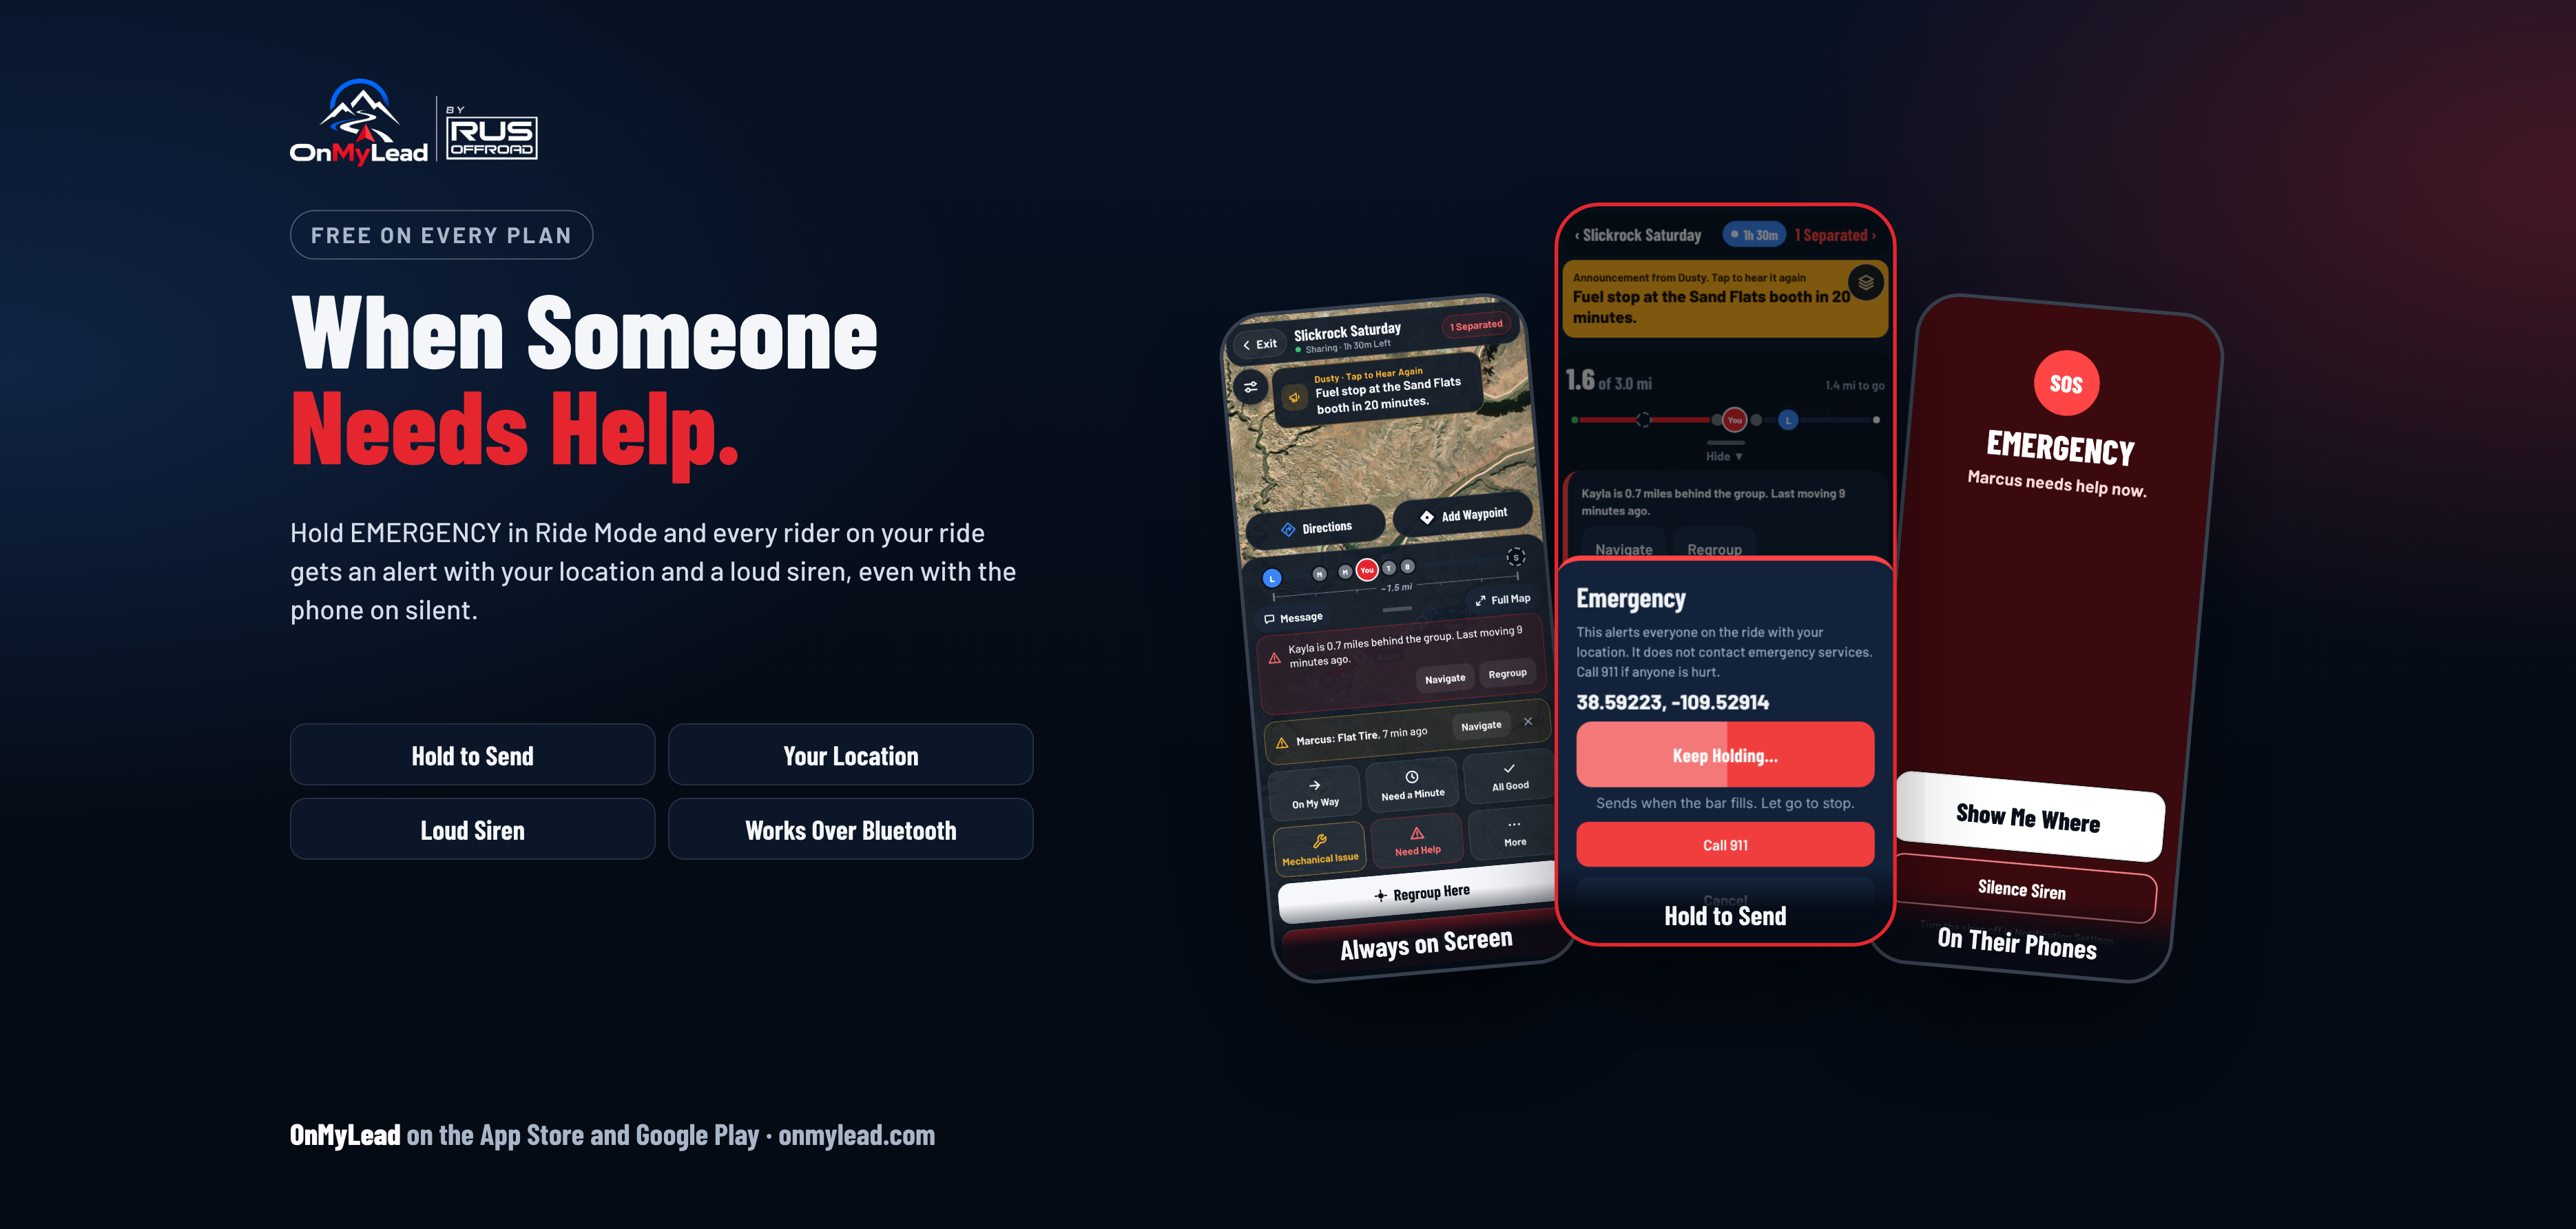 OnMyLead
BY
RUS
OFFROAD
FREE ON EVERY PLAN
When Someone
Needs Help.
Hold EMERGENCY in Ride Mode and every rider on your ride
gets an alert with your location and a loud siren, even with the
phone on silent.
Hold to Send
Your Location
Loud Siren
Works Over Bluetooth
OnMyLead on the App Store and Google Play · onmylead.com
‹ Exit
Slickrock Saturday
Sharing · 1h 30m Left
1 Separated
Dusty · Tap to Hear Again
Fuel stop at the Sand Flats
booth in 20 minutes.
Directions
Add Waypoint
L
M
M
You
T
B
S
~1.5 mi
Message
Full Map
Kayla is 0.7 miles behind the group. Last moving 9
minutes ago.
Navigate
Regroup
Marcus: Flat Tire, 7 min ago
Navigate
On My Way
Need a Minute
All Good
Mechanical Issue
Need Help
More
Regroup Here
Always on Screen
‹ Slickrock Saturday
1h 30m
1 Separated ›
Announcement from Dusty. Tap to hear it again
Fuel stop at the Sand Flats booth in 20
minutes.
1.6 of 3.0 mi
1.4 mi to go
You
L
Hide ▼
Kayla is 0.7 miles behind the group. Last moving 9
minutes ago.
Navigate
Regroup
Emergency
This alerts everyone on the ride with your
location. It does not contact emergency services.
Call 911 if anyone is hurt.
38.59223, -109.52914
Keep Holding...
Sends when the bar fills. Let go to stop.
Call 911
Cancel
Hold to Send
SOS
EMERGENCY
Marcus needs help now.
Show Me Where
Silence Siren
On Their Phones